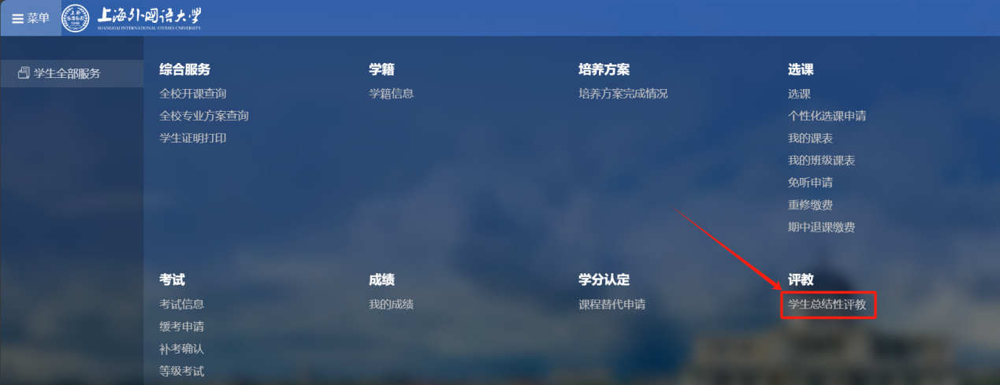 菜单
上海外国语大学
SHANGHAI INTERNATIONAL STUDIES UNIVERSITY
学生全部服务
综合服务
全校开课查询
全校专业方案查询
学生证明打印
学籍
学籍信息
培养方案
培养方案完成情况
选课
选课
个性化选课申请
我的课表
我的班级课表
免听申请
重修缴费
期中退课缴费
考试
考试信息
缓考申请
补考确认
等级考试
成绩
我的成绩
学分认定
课程替代申请
评教
学生总结性评教